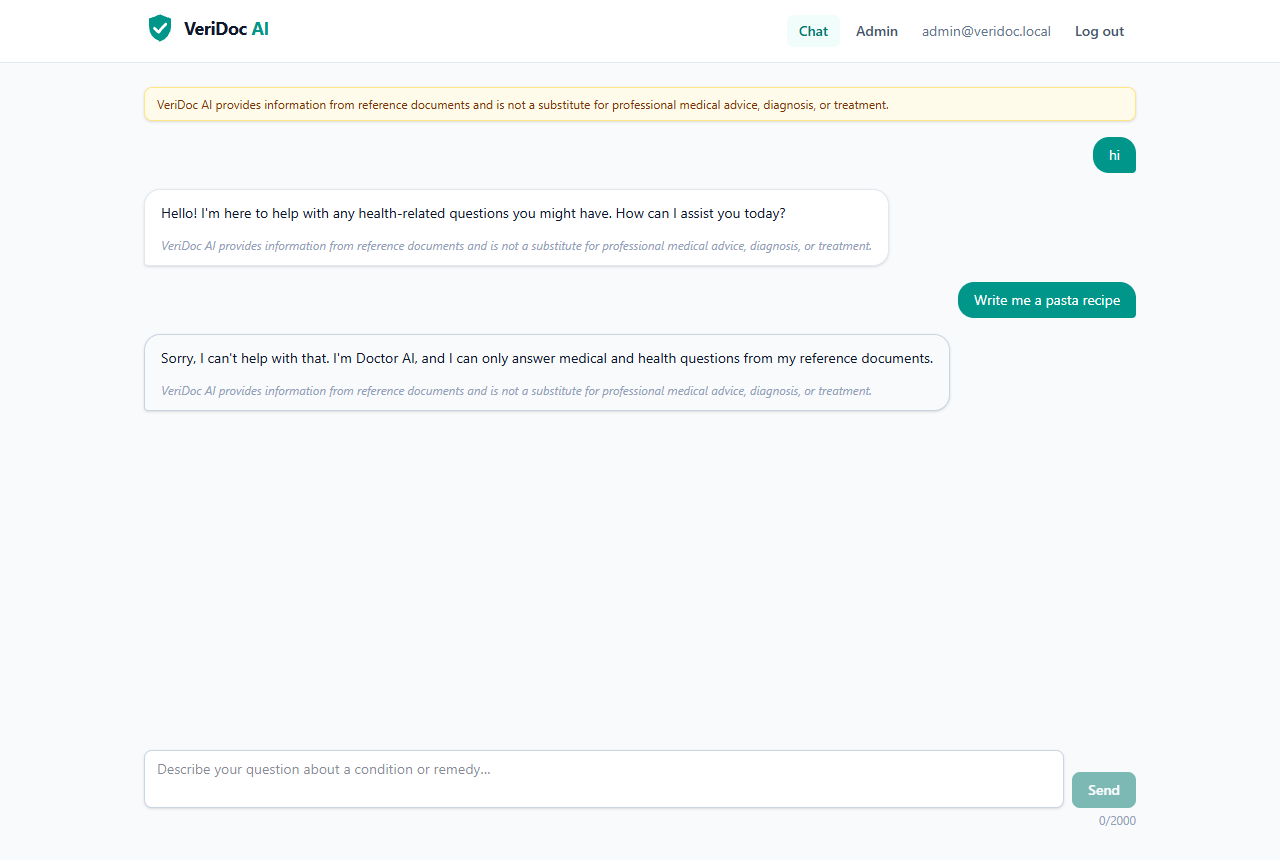 VeriDoc AI
Chat
Admin
admin@veridoc.local
Log out
VeriDoc AI provides information from reference documents and is not a substitute for professional medical advice, diagnosis, or treatment.
hi
Hello! I'm here to help with any health-related questions you might have. How can I assist you today?
VeriDoc AI provides information from reference documents and is not a substitute for professional medical advice, diagnosis, or treatment.
Write me a pasta recipe
Sorry, I can't help with that. I'm Doctor AI, and I can only answer medical and health questions from my reference documents.
VeriDoc AI provides information from reference documents and is not a substitute for professional medical advice, diagnosis, or treatment.
Describe your question about a condition or remedy...
Send
0/2000